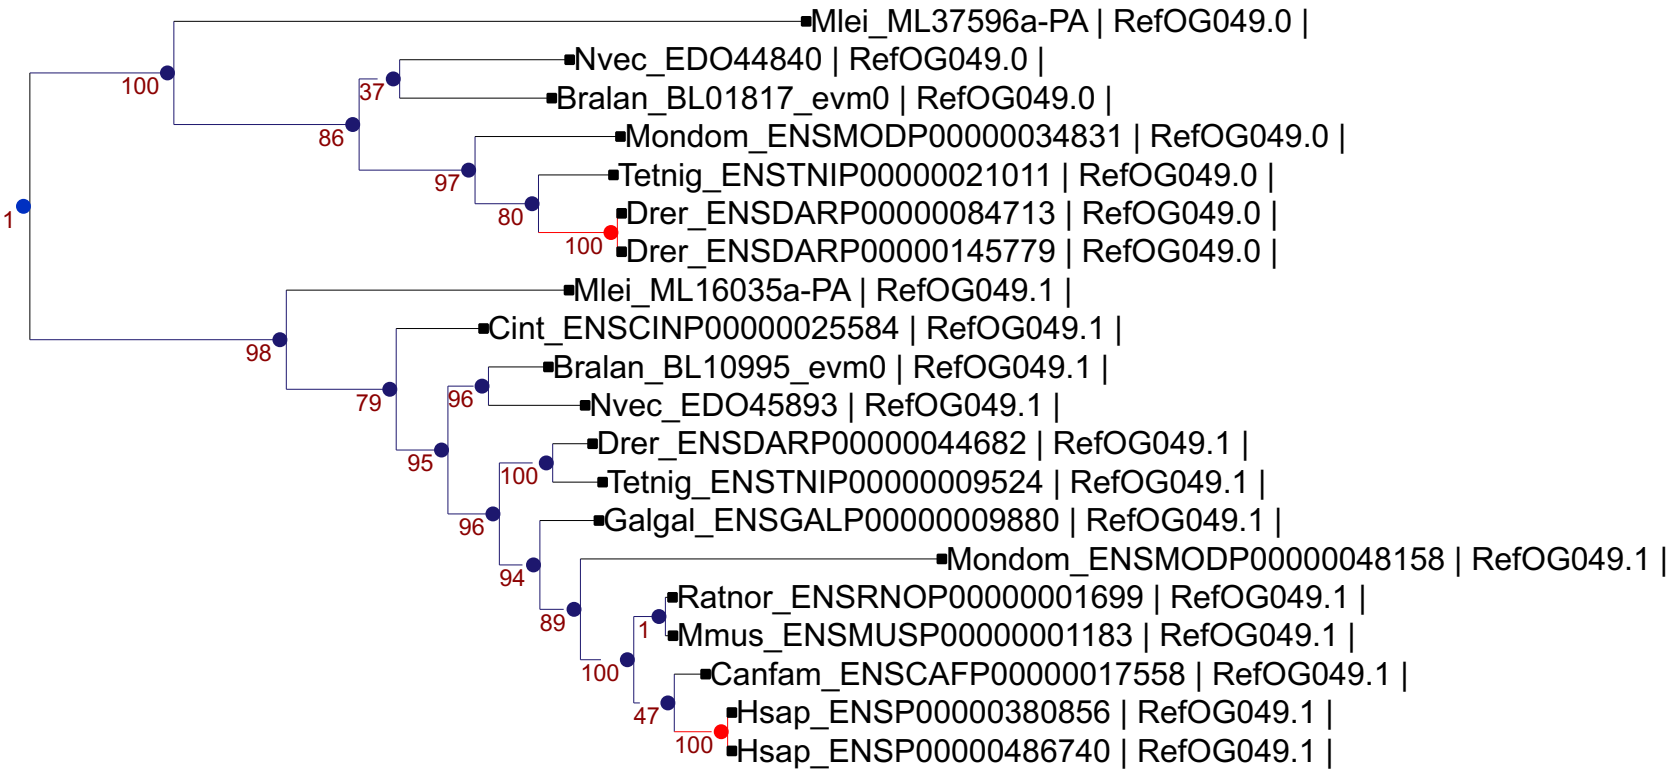 Mlei_ML37596a-PA | RefOG049.0 |
Nvec_EDO44840 | RefOG049.0 |
100
37
Bralan_BL01817_evm0 | RefOG049.0 |
86
Mondom_ENSMODP00000034831 | RefOG049.0 |
Tetnig_ENSTNIP00000021011 | RefOG049.0 |
97
80
Drer_ENSDARP00000084713 | RefOG049.0 |
1
100
Drer_ENSDARP00000145779 | RefOG049.0 |
Mlei_ML16035a-PA | RefOG049.1 |
Cint_ENSCINP00000025584 | RefOG049.1 |
98
Bralan_BL10995_evm0 | RefOG049.1 |
79
96
Nvec_EDO45893 | RefOG049.1 |
Drer_ENSDARP00000044682 | RefOG049.1 |
95
100
Tetnig_ENSTNIP00000009524 | RefOG049.1 |
Galgal_ENSGALP00000009880 | RefOG049.1 |
96
Mondom_ENSMODP00000048158 | RefOG049.1 |
94
Ratnor_ENSRNOP00000001699 | RefOG049.1 |
89
1
Mmus_ENSMUSP00000001183 | RefOG049.1 |
100
Canfam_ENSCAFP00000017558 | RefOG049.1 |
47
Hsap_ENSP00000380856 | RefOG049.1 |
100
Hsap_ENSP00000486740 | RefOG049.1 |